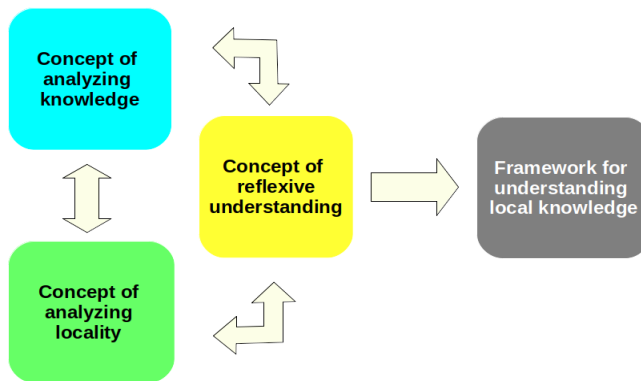 Concept of
analyzing
knowledge
Concept of
reflexive
understanding
Framework for
understanding
local knowledge
Concept of
analyzing
locality